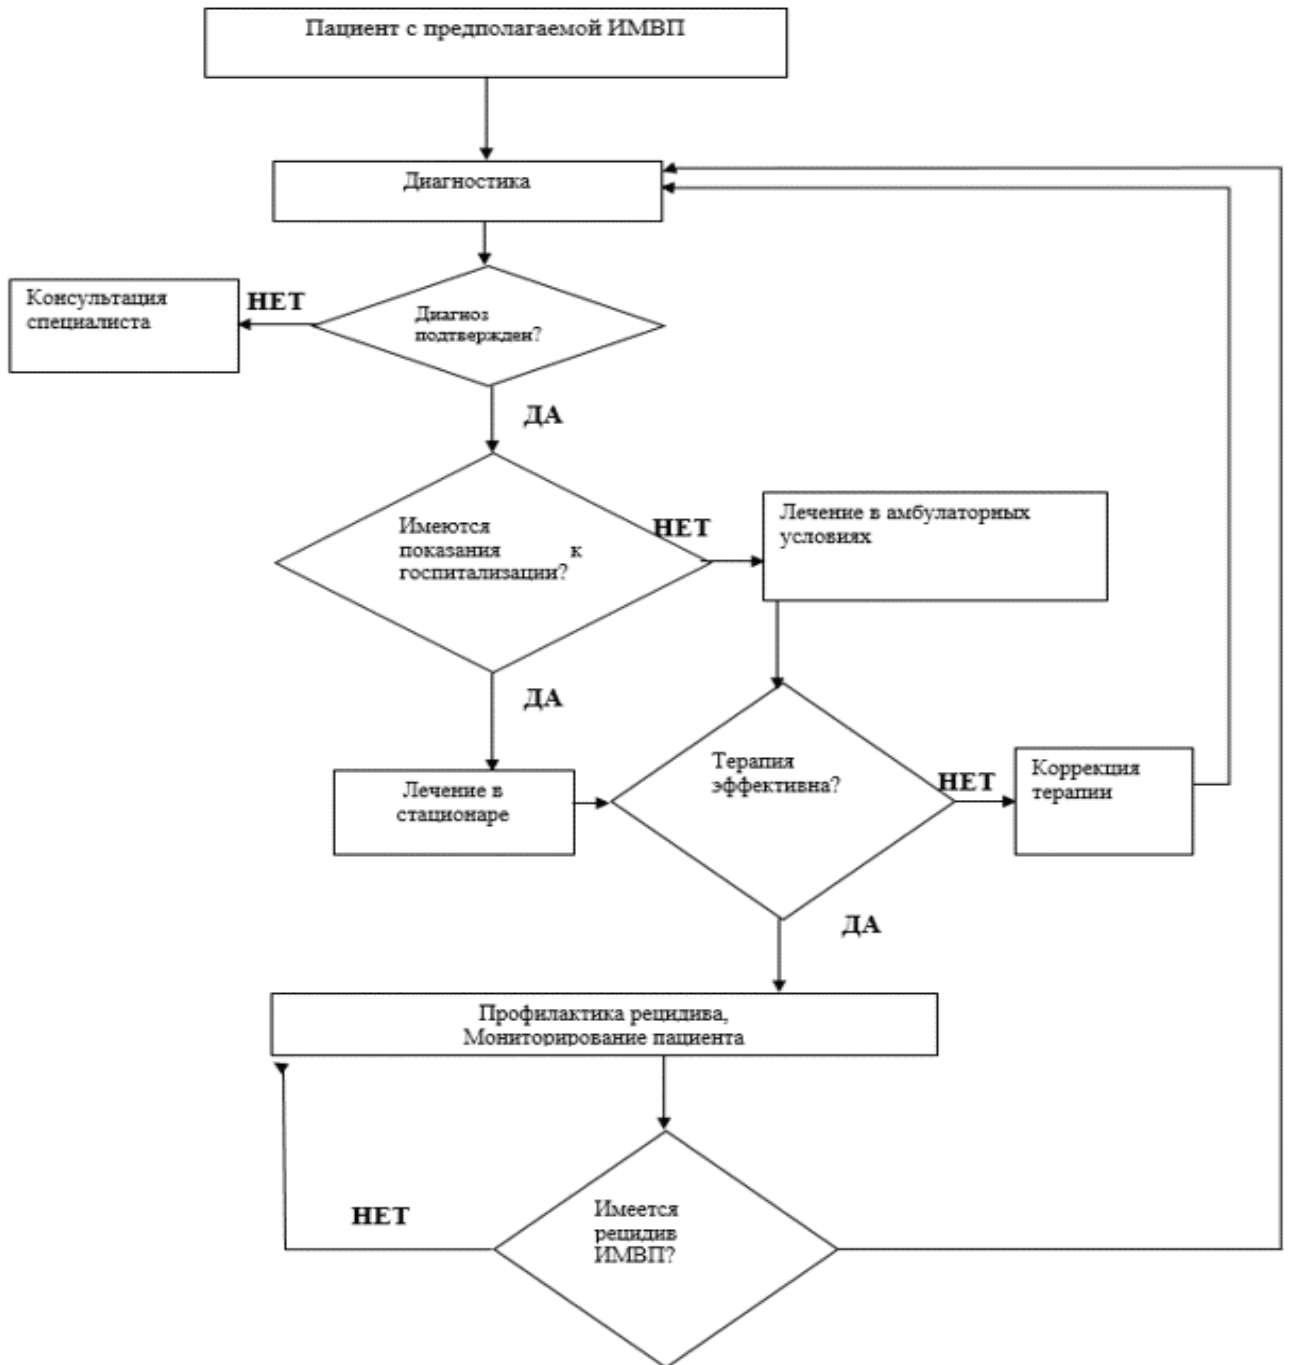 Пациент с предполагаемой ИМВП
Диагностика
Консультация
специалиста
НЕТ
Диагноз
подтвержден?
ДА
Имеются
показания к
госпитализации?
НЕТ
Лечение в амбулаторных
условиях
ДА
Лечение в
стационаре
Терапия
эффективна?
НЕТ
Коррекция
терапии
ДА
Профилактика рецидива,
Мониторирование пациента
НЕТ
Имеется
рецидив
ИМВП?